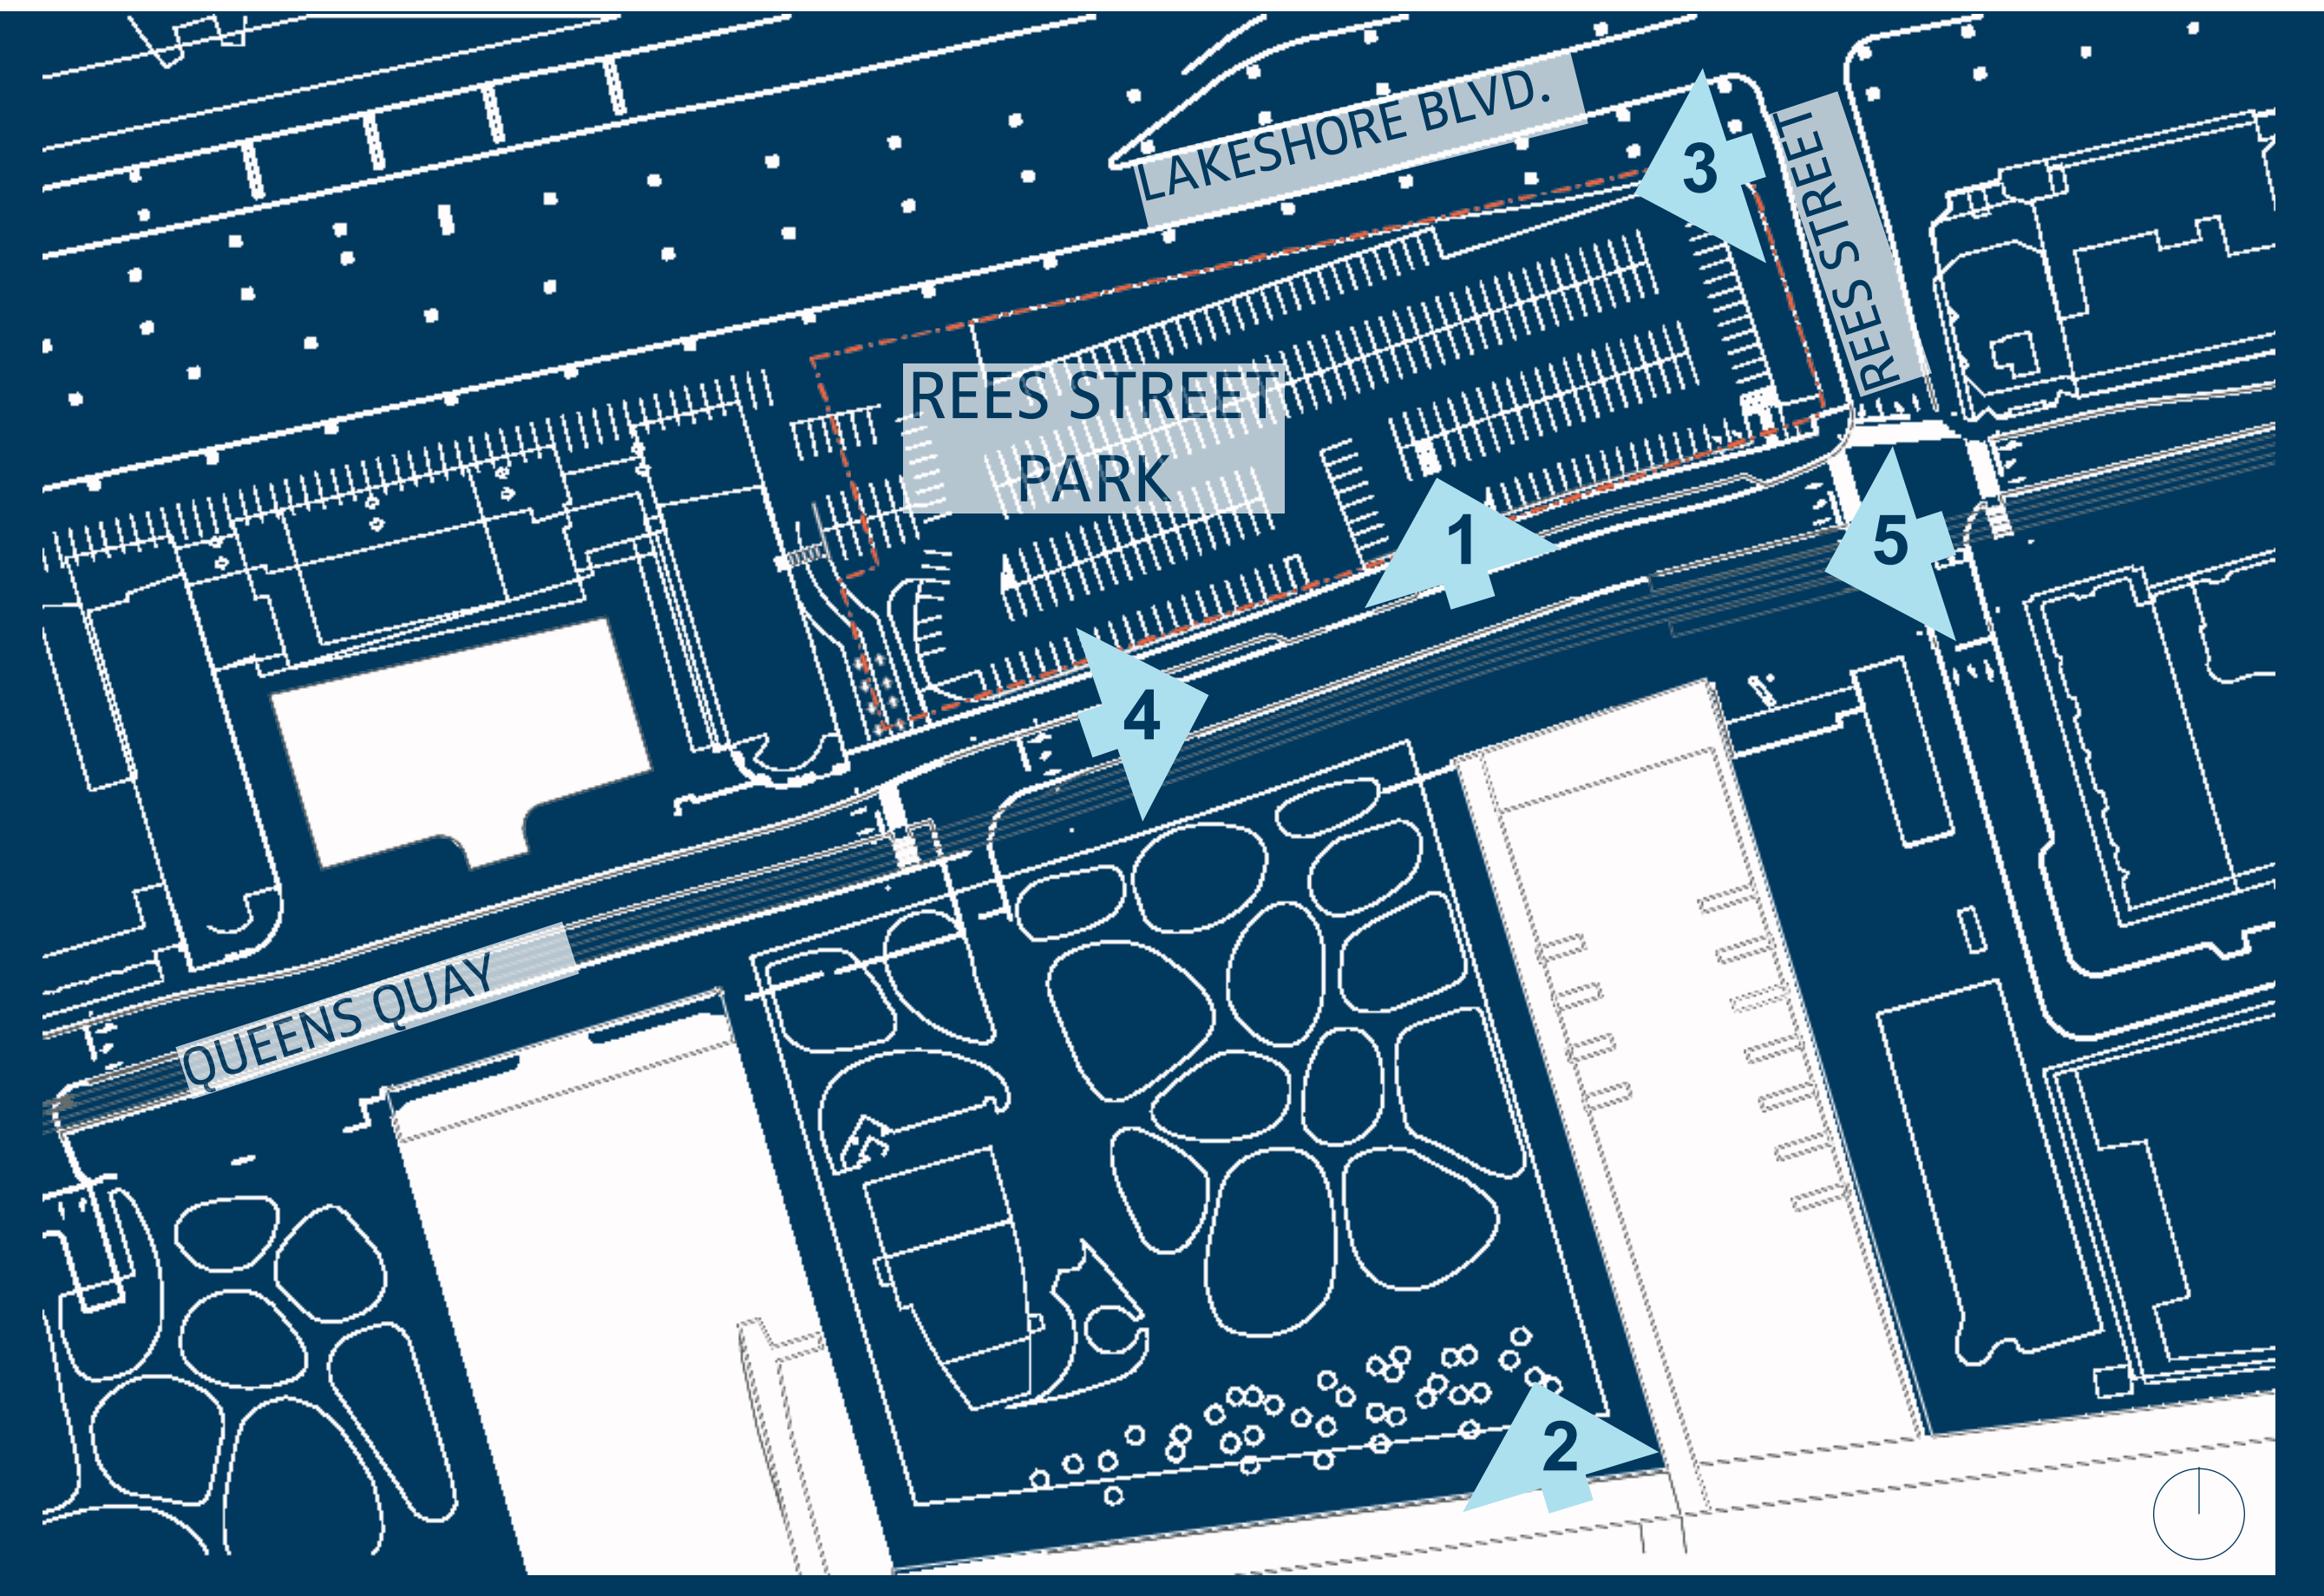 LAKESHORE BLVD.
3
REES STREET
REES STREET
PARK
1
5
4
QUEENS QUAY
2